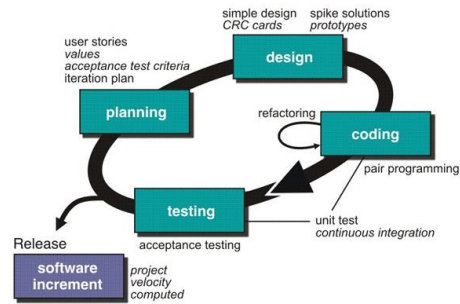 simple design
CRC cards
spike solutions
prototypes
user stories
values
acceptance test criteria
iteration plan
design
planning
refactoring
coding
pair programming
testing
unit test
continuous integration
acceptance testing
Release
software
increment
project
velocity
computed